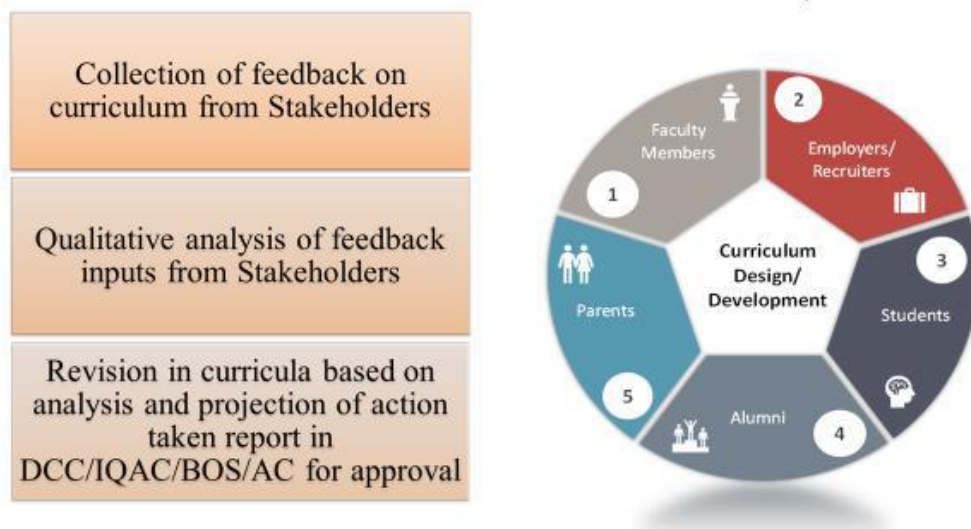 Collection of feedback on
curriculum from Stakeholders
Qualitative analysis of feedback
inputs from Stakeholders
Revision in curricula based on
analysis and projection of action
taken report in
DCC/IQAC/BOS/AC for approval
1
Faculty
Members
2
Employers/
Recruiters
3
Students
4
Alumni
5
Parents
Curriculum
Design/
Development